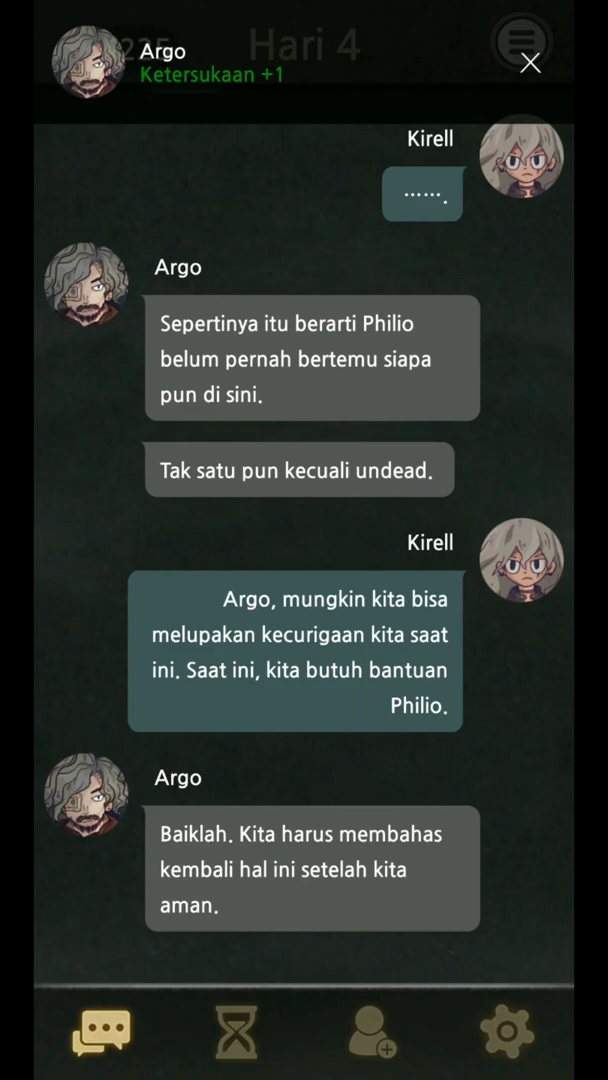 Hari 4
Argo
Ketersukaan +1
Kirell
…….
Argo
Sepertinya itu berarti Philio
belum pernah bertemu siapa
pun di sini.
Tak satu pun kecuali undead.
Kirell
Argo, mungkin kita bisa
melupakan kecurigaan kita saat
ini. Saat ini, kita butuh bantuan
Philio.
Argo
Baiklah. Kita harus membahas
kembali hal ini setelah kita
aman.